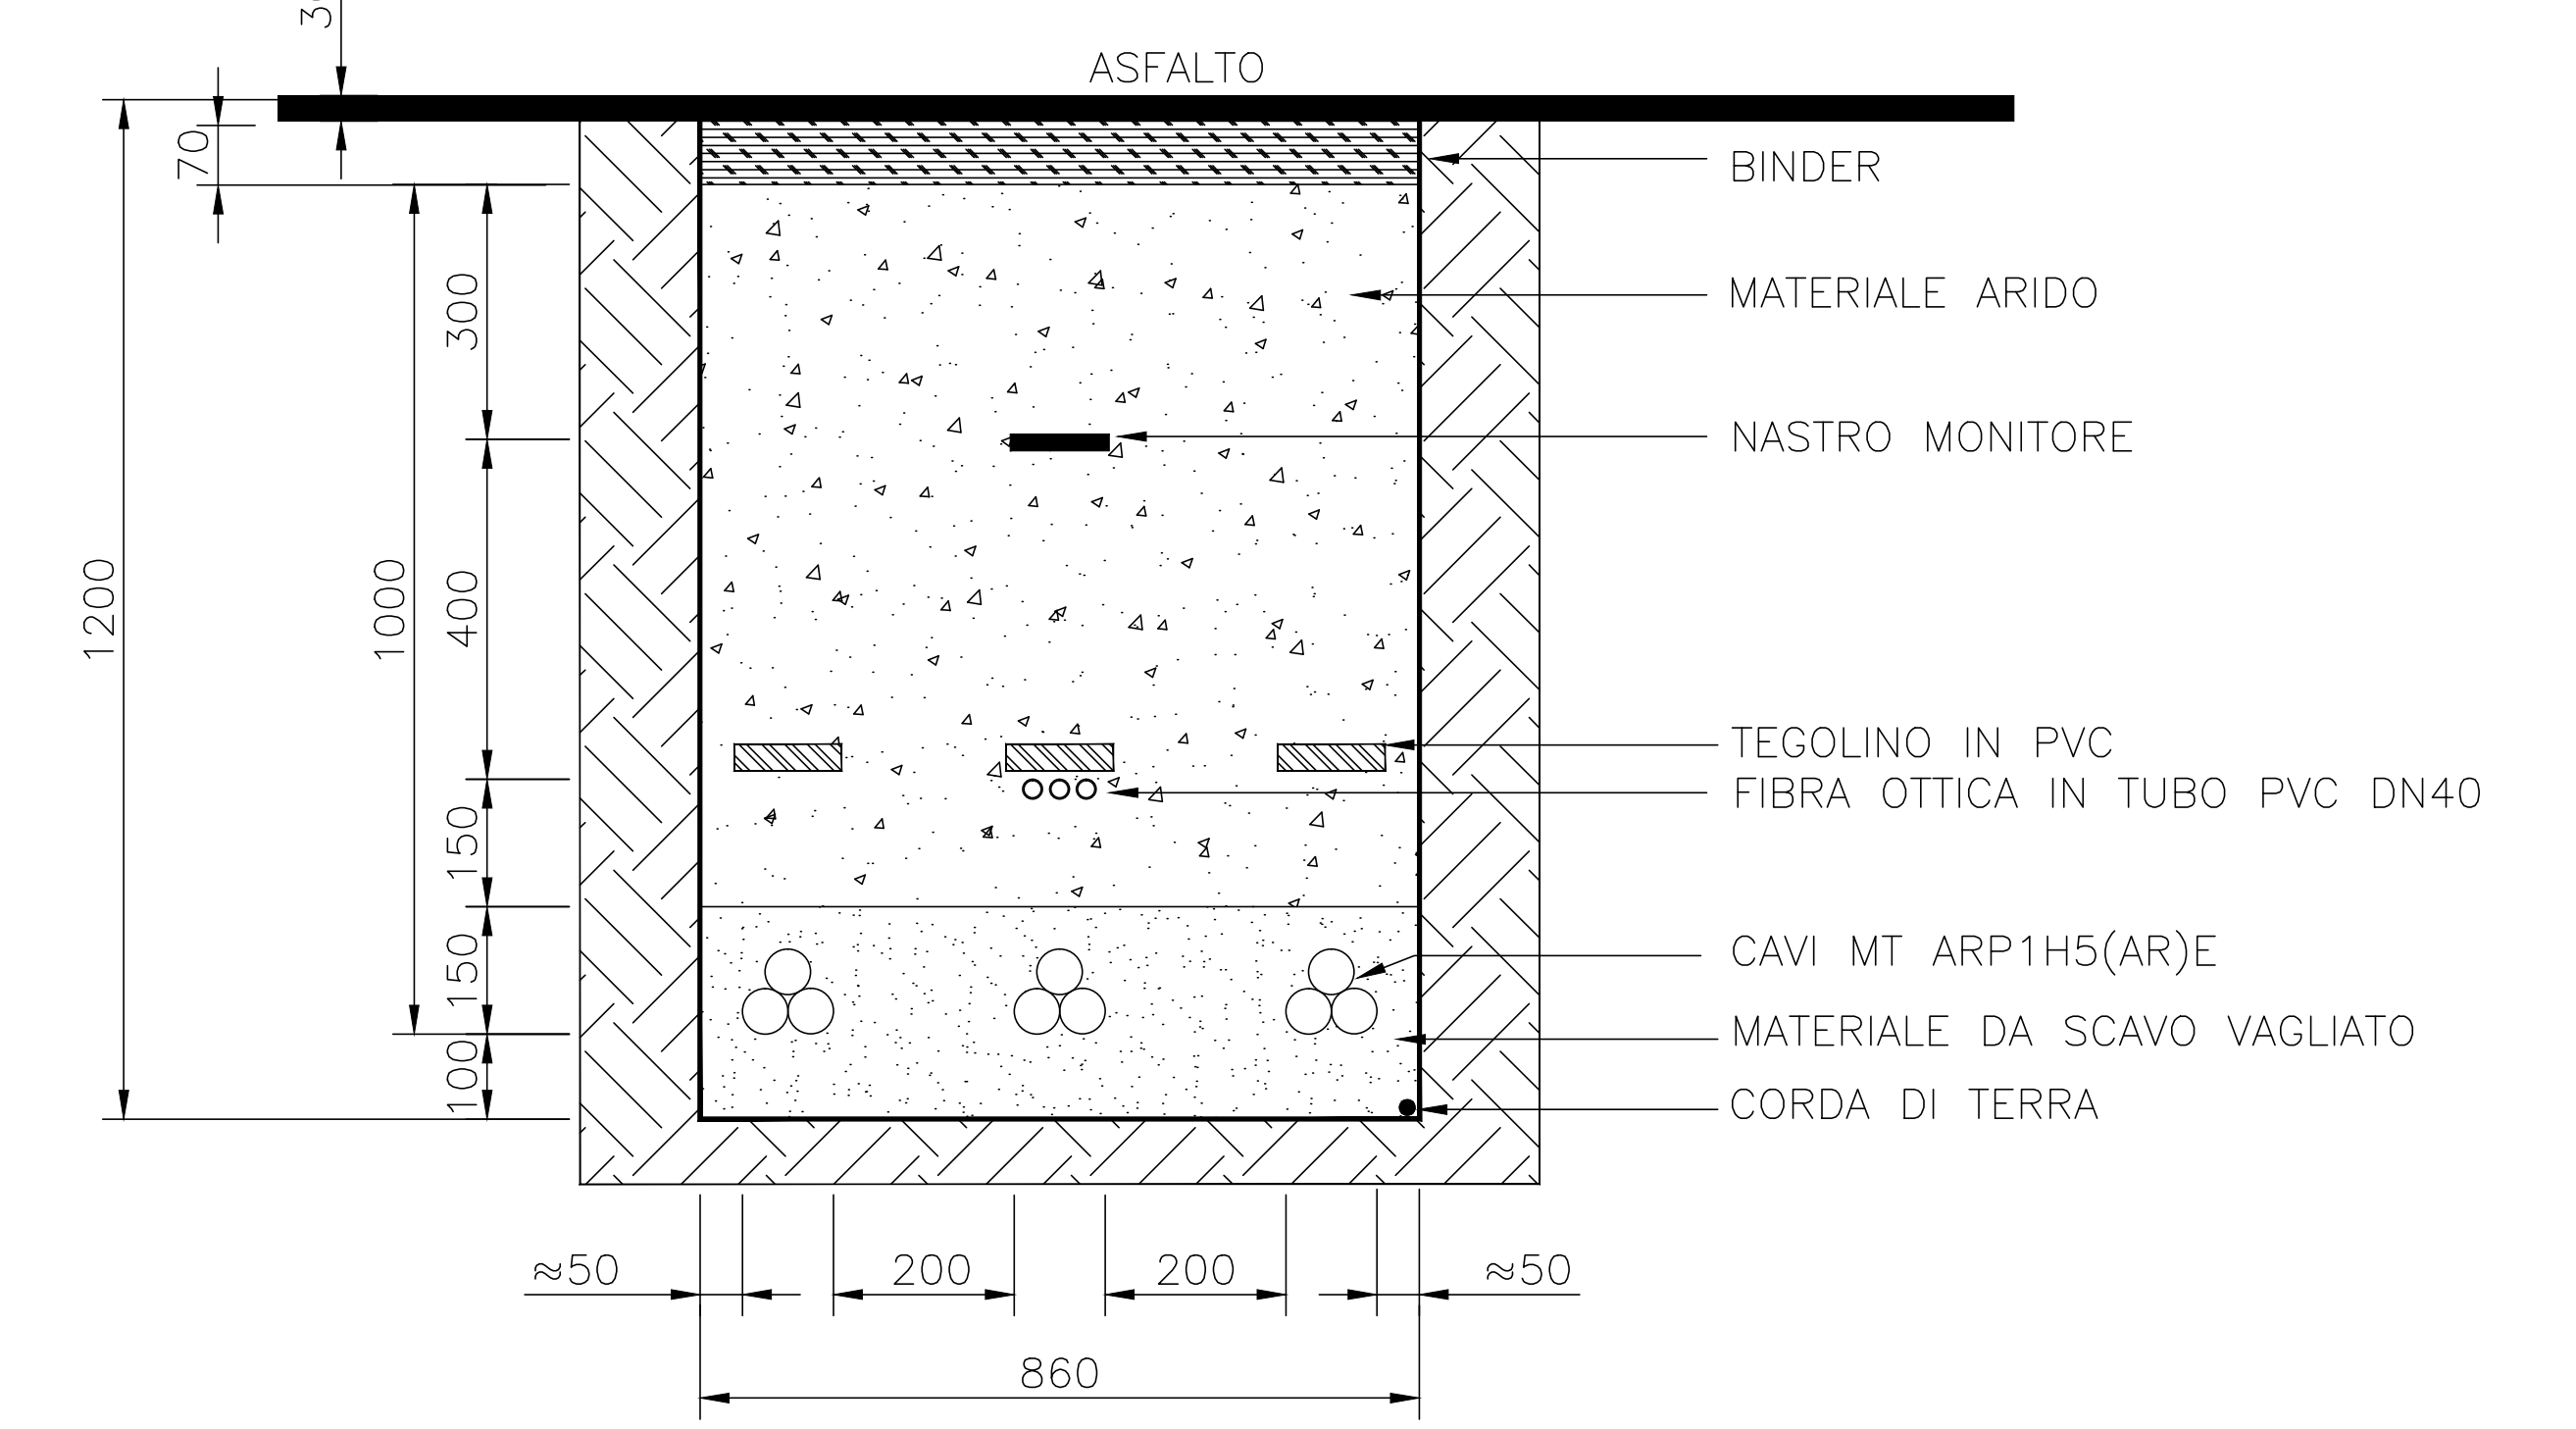 ASFALTO
70
BINDER
300
MATERIALE ARIDO
NASTRO MONITORE
1200
1000
400
TEGOLINO IN PVC
FIBRA OTTICA IN TUBO PVC DN40
150
150
CAVI MT ARP1H5(AR)E
MATERIALE DA SCAVO VAGLIATO
100
CORDA DI TERRA
≈50
200
200
≈50
860